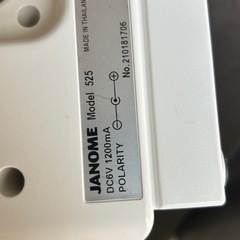 JANOME Model 525
DC6V 1200mA
POLARITY
MADE IN THAILAND
No. 210181706